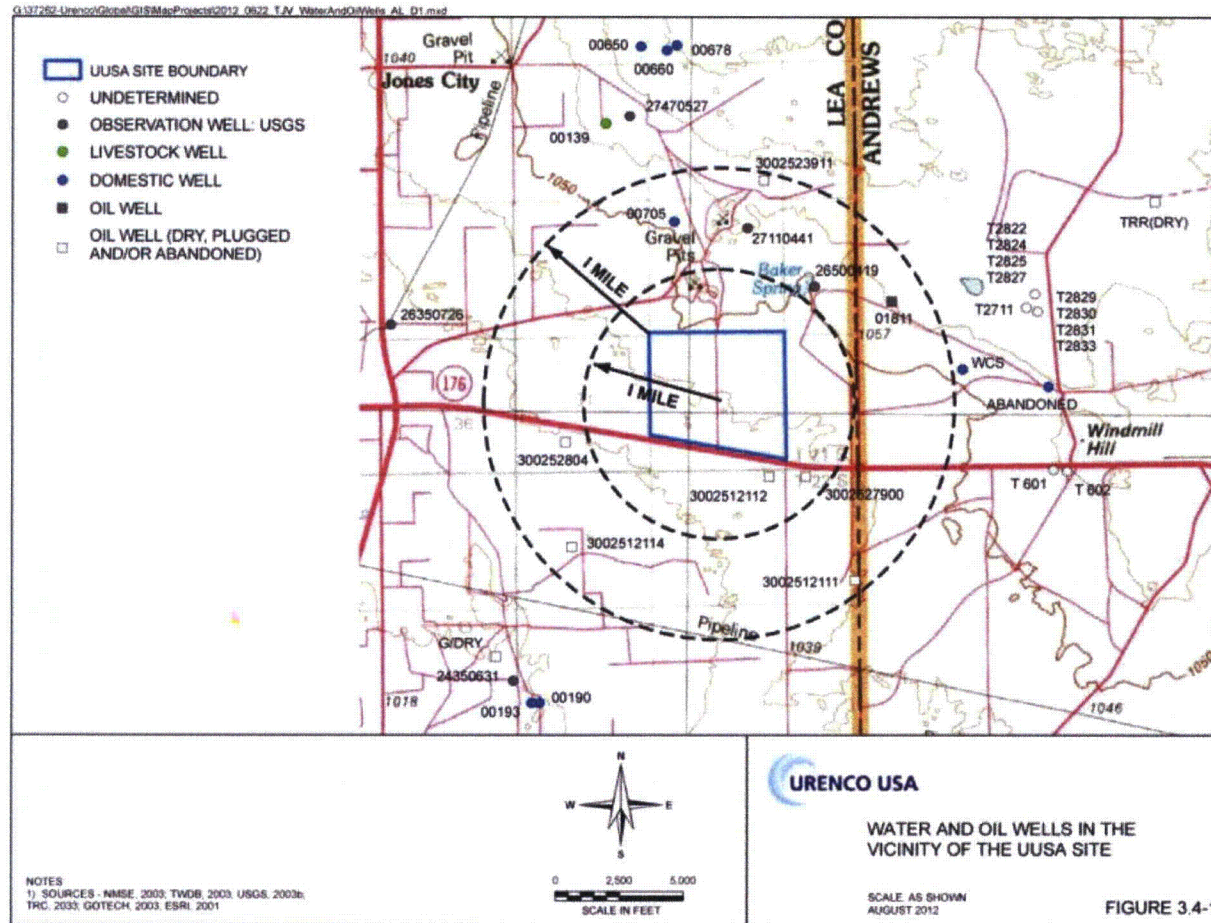 G:\37262-Urenco\Global\GIS\MapProjects\2012_0622_TJV_WaterAndOilWells_AL_D1.mxd
UUSA SITE BOUNDARY
UNDETERMINED
OBSERVATION WELL: USGS
LIVESTOCK WELL
DOMESTIC WELL
OIL WELL
OIL WELL (DRY, PLUGGED
AND/OR ABANDONED)
Gravel
Pit
1040
Jones City
Pipeline
00650
00678
00660
27470527
00139
LEA CO
ANDREWS
3002523911
1050
00705
Gravel
Pits
27110441
1 MILE
Baker
Spring
26500419
01811
1057
TRR(DRY)
T2822
T2824
T2825
T2827
T2829
T2830
T2831
T2833
T2711
26350726
176
36
1 MILE
WCS
ABANDONED
Windmill
Hill
300252804
3002512112
3002527900
T 601
T 602
3002512114
3002512111
Pipeline
1039
G/DRY
24350631
00193
00190
1018
1050
1046
N
W
E
S
0
2,500
5,000
SCALE IN FEET
NOTES
1) SOURCES - NMSE, 2003; TWDB, 2003; USGS, 2003b;
TRC, 2033; GOTECH, 2003; ESRI, 2001
URENCO USA
WATER AND OIL WELLS IN THE
VICINITY OF THE UUSA SITE
SCALE AS SHOWN
AUGUST 2012
FIGURE 3.4-1